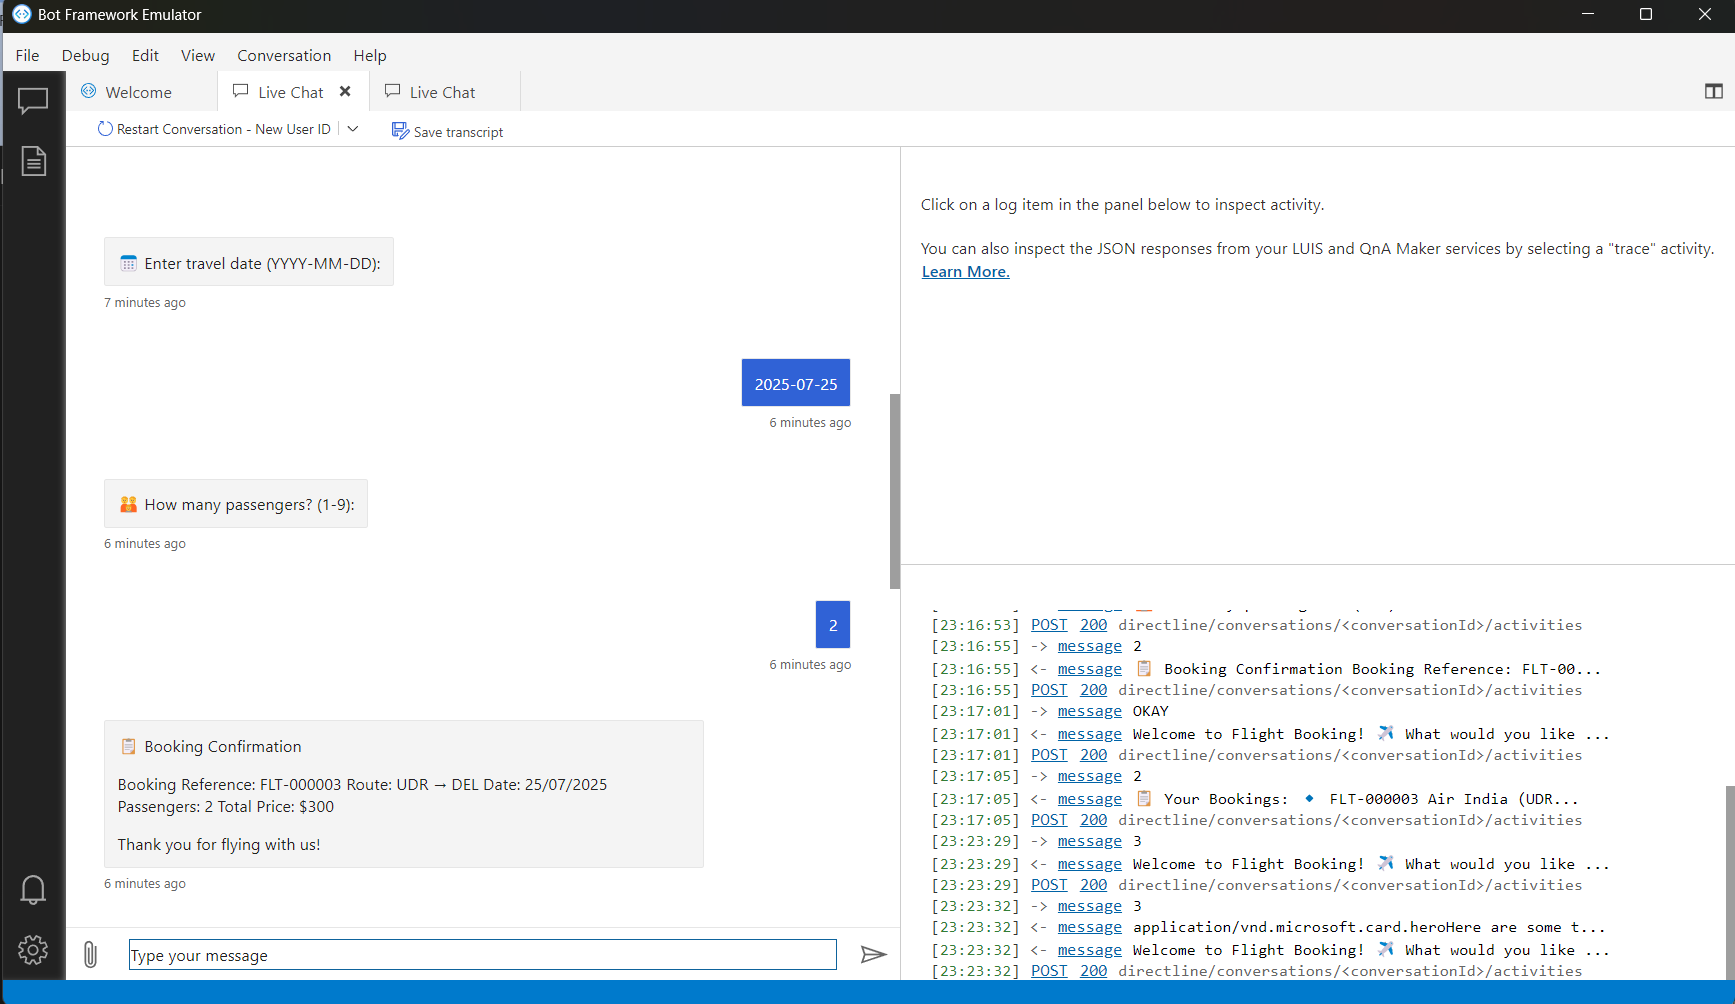 Bot Framework Emulator
File Debug Edit View Conversation Help
Welcome
Live Chat
Live Chat
Restart Conversation - New User ID
Save transcript
Enter travel date (YYYY-MM-DD):
7 minutes ago
2025-07-25
6 minutes ago
How many passengers? (1-9):
6 minutes ago
2
6 minutes ago
📋 Booking Confirmation
Booking Reference: FLT-000003 Route: UDR → DEL Date: 25/07/2025
Passengers: 2 Total Price: $300
Thank you for flying with us!
6 minutes ago
Type your message
Click on a log item in the panel below to inspect activity.
You can also inspect the JSON responses from your LUIS and QnA Maker services by selecting a "trace" activity.
Learn More.
[23:16:53] POST 200 directline/conversations/<conversationId>/activities
[23:16:55] -> message 2
[23:16:55] <- message 📋 Booking Confirmation Booking Reference: FLT-00...
[23:16:55] POST 200 directline/conversations/<conversationId>/activities
[23:17:01] -> message OKAY
[23:17:01] <- message Welcome to Flight Booking! ✈️ What would you like ...
[23:17:01] POST 200 directline/conversations/<conversationId>/activities
[23:17:05] -> message 2
[23:17:05] <- message 📋 Your Bookings: 🔹 FLT-000003 Air India (UDR...
[23:17:05] POST 200 directline/conversations/<conversationId>/activities
[23:23:29] -> message 3
[23:23:29] <- message Welcome to Flight Booking! ✈️ What would you like ...
[23:23:29] POST 200 directline/conversations/<conversationId>/activities
[23:23:32] -> message 3
[23:23:32] <- message application/vnd.microsoft.card.heroHere are some t...
[23:23:32] <- message Welcome to Flight Booking! ✈️ What would you like ...
[23:23:32] POST 200 directline/conversations/<conversationId>/activities